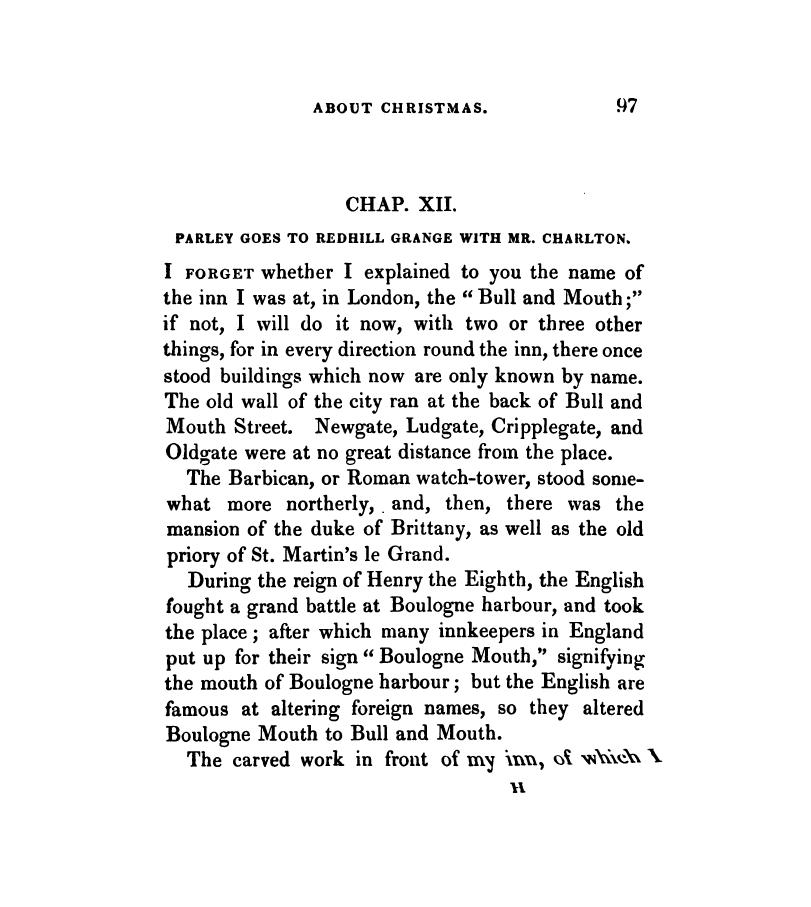 ABOUT CHRISTMAS. 97
CHAP. XII.
PARLEY GOES TO REDHILL GRANGE WITH MR. CHARLTON.
I FORGET whether I explained to you the name of
the inn I was at, in London, the “Bull and Mouth;”
if not, I will do it now, with two or three other
things, for in every direction round the inn, there once
stood buildings which now are only known by name.
The old wall of the city ran at the back of Bull and
Mouth Street. Newgate, Ludgate, Cripplegate, and
Oldgate were at no great distance from the place.
The Barbican, or Roman watch-tower, stood some-
what more northerly, and, then, there was the
mansion of the duke of Brittany, as well as the old
priory of St. Martin's le Grand.
During the reign of Henry the Eighth, the English
fought a grand battle at Boulogne harbour, and took
the place; after which many innkeepers in England
put up for their sign “Boulogne Mouth,” signifying
the mouth of Boulogne harbour; but the English are
famous at altering foreign names, so they altered
Boulogne Mouth to Bull and Mouth.
The carved work in front of my inn, of which I
H